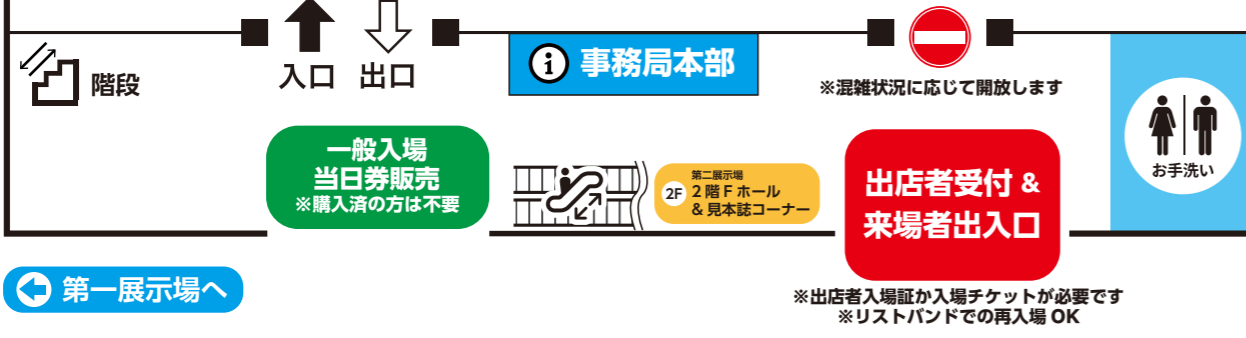 階段
入口
出口
i 事務局本部
※混雑状況に応じて開放します
お手洗い
一般入場
当日券販売
※購入済の方は不要
2F
第二展示場
2階Fホール
&見本誌コーナー
出店者受付&
来場者出入口
第一展示場へ
※出店者入場証か入場チケットが必要です
※リストバンドでの再入場OK